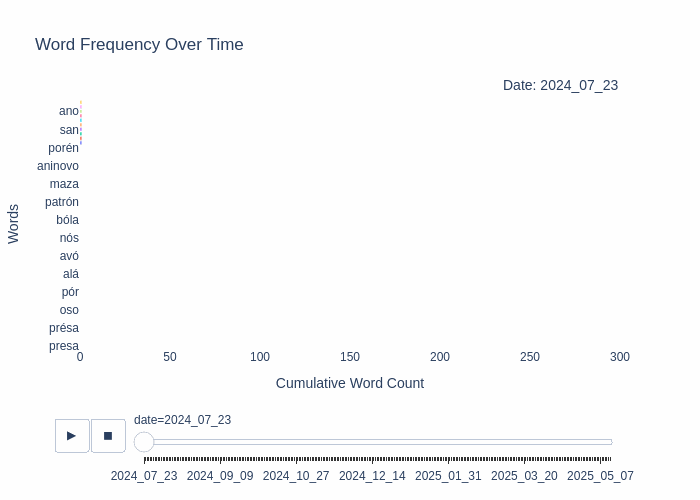 Word Frequency Over Time
Date: 2024_07_23
Words
ano
san
porén
aninovo
maza
patrón
bóla
nós
avó
alá
pór
oso
présa
presa
0 50 100 150 200 250 300
Cumulative Word Count
date=2024_07_23
2024_07_23 2024_09_09 2024_10_27 2024_12_14 2025_01_31 2025_03_20 2025_05_07